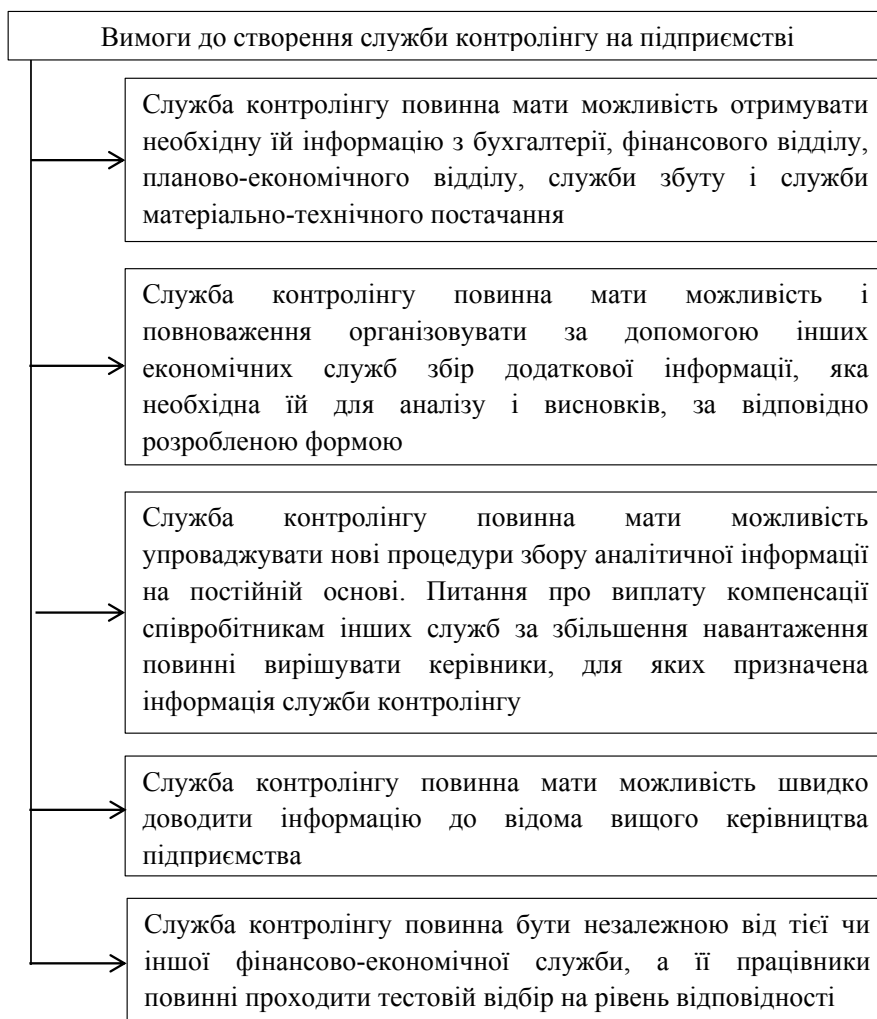 Вимоги до створення служби контролінгу на підприємстві
Служба контролінгу повинна мати можливість отримувати
необхідну їй інформацію з бухгалтерії, фінансового відділу,
планово-економічного відділу, служби збуту і служби
матеріально-технічного постачання
Служба контролінгу повинна мати можливість і
повноваження організовувати за допомогою інших
економічних служб збір додаткової інформації, яка
необхідна їй для аналізу і висновків, за відповідно
розробленою формою
Служба контролінгу повинна мати можливість
упроваджувати нові процедури збору аналітичної інформації
на постійній основі. Питання про виплату компенсації
співробітникам інших служб за збільшення навантаження
повинні вирішувати керівники, для яких призначена
інформація служби контролінгу
Служба контролінгу повинна мати можливість швидко
доводити інформацію до відома вищого керівництва
підприємства
Служба контролінгу повинна бути незалежною від тієї чи
іншої фінансово-економічної служби, а її працівники
повинні проходити тестовій відбір на рівень відповідності